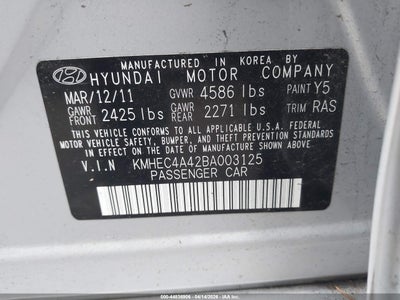 MANUFACTURED IN KOREA BY
HYUNDAI MOTOR COMPANY
MAR/12/11 GVWR 4586 lbs PAINT Y5
GAWR FRONT 2425 lbs GAWR REAR 2271 lbs TRIM RAS
THIS VEHICLE CONFORMS TO ALL APPLICABLE U.S.A. FEDERAL
MOTOR VEHICLE SAFETY, BUMPER, AND THEFT PREVENTION
STANDARDS IN EFFECT ON THE DATE OF MANUFACTURE SHOWN ABOVE.
V.I.N KMHEC4A42BA003125
PASSENGER CAR